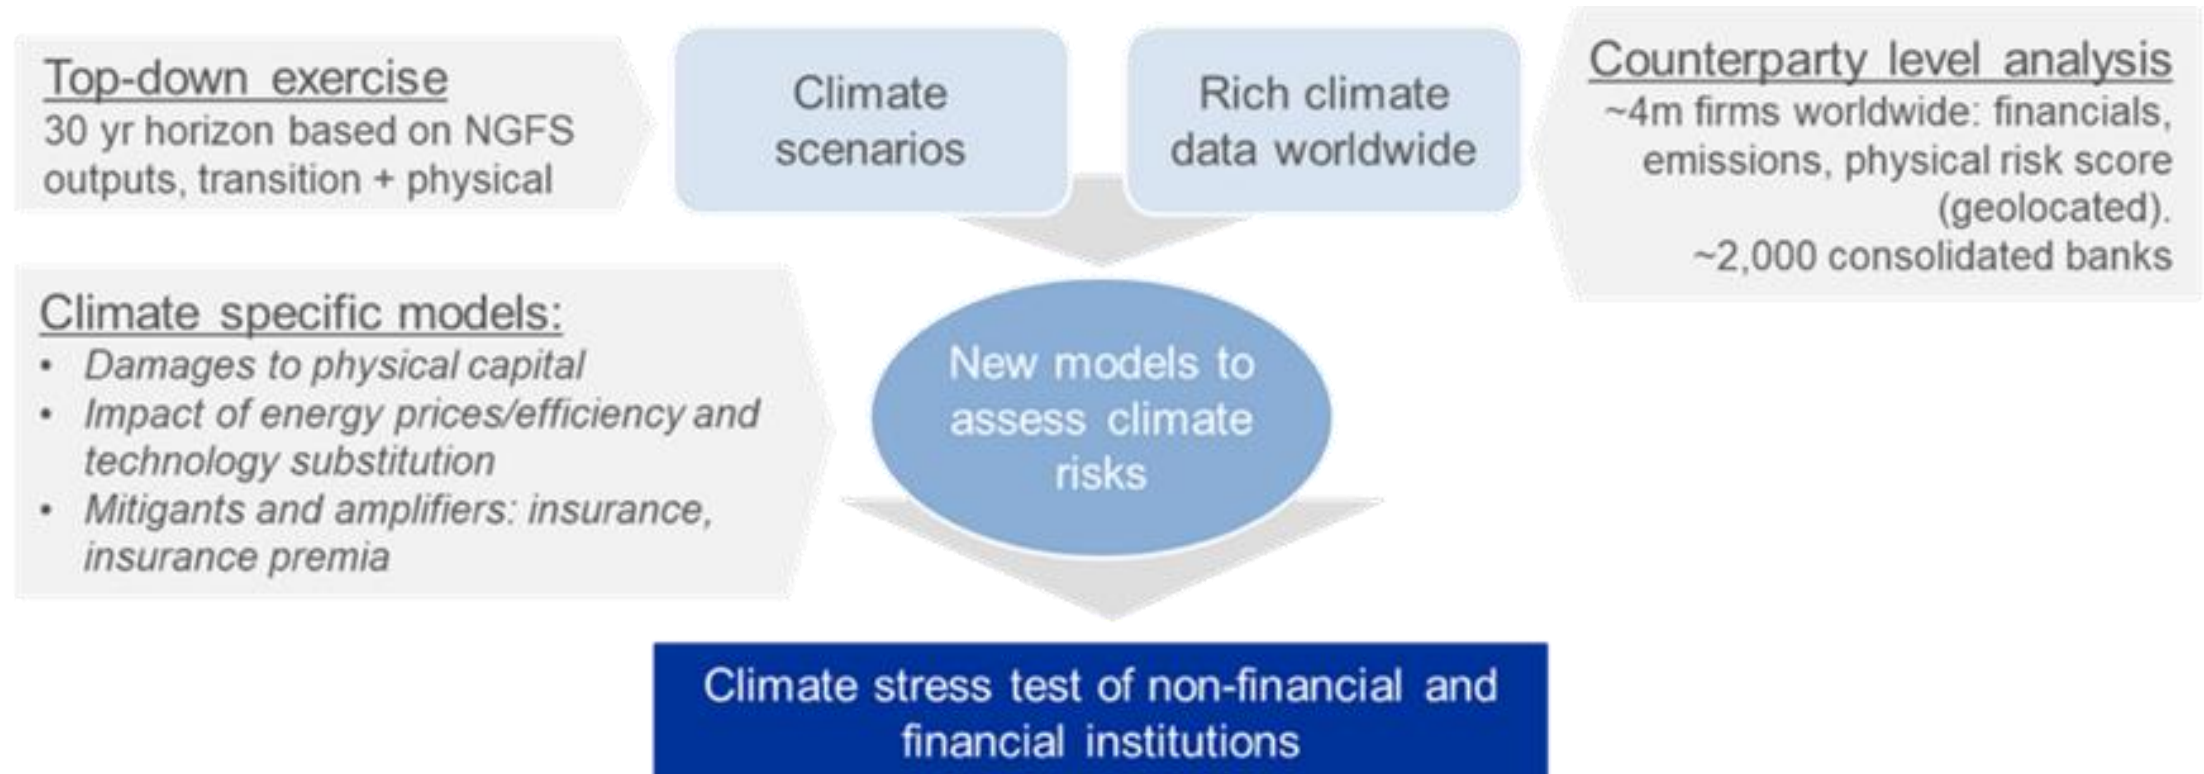 Top-down exercise
30 yr horizon based on NGFS
outputs, transition + physical
Climate
scenarios
Rich climate
data worldwide
Counterparty level analysis
~4m firms worldwide: financials,
emissions, physical risk score
(geolocated).
~2,000 consolidated banks
Climate specific models:
• Damages to physical capital
• Impact of energy prices/efficiency and
technology substitution
• Mitigants and amplifiers: insurance,
insurance premia
New models to
assess climate
risks
Climate stress test of non-financial and
financial institutions